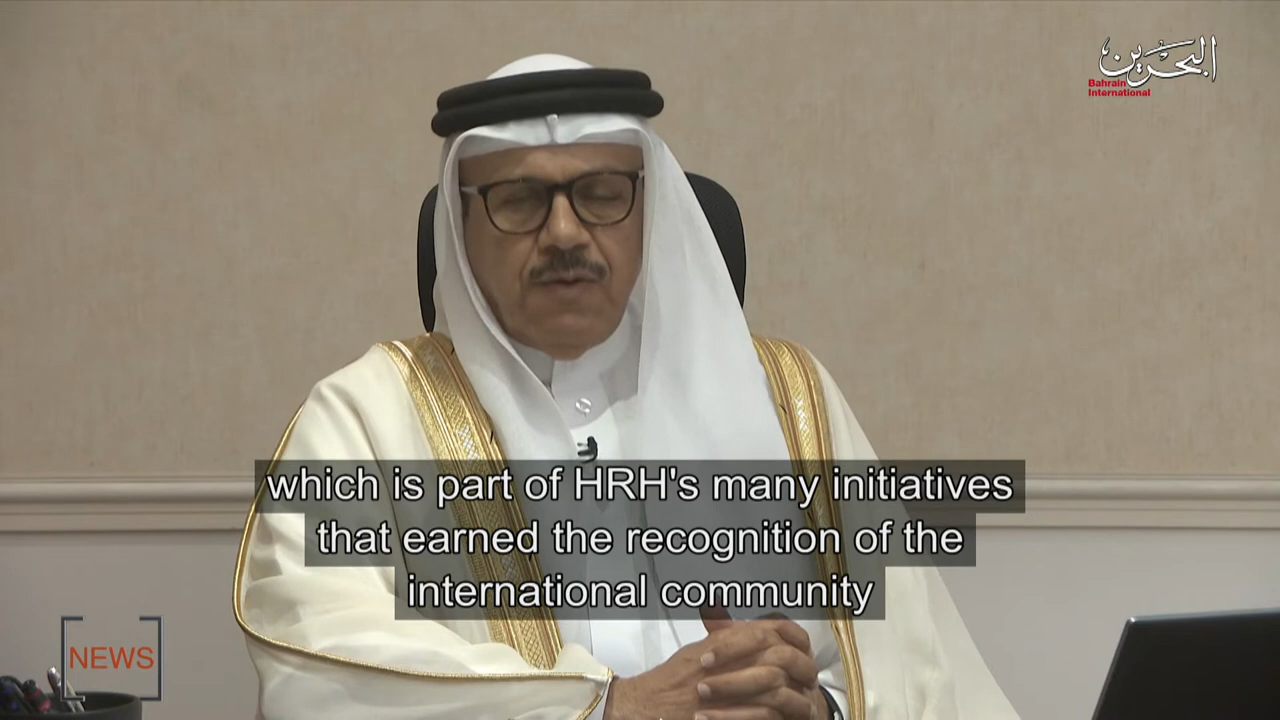 البحرين
Bahrain
International
which is part of HRH's many initiatives
that earned the recognition of the
international community
NEWS